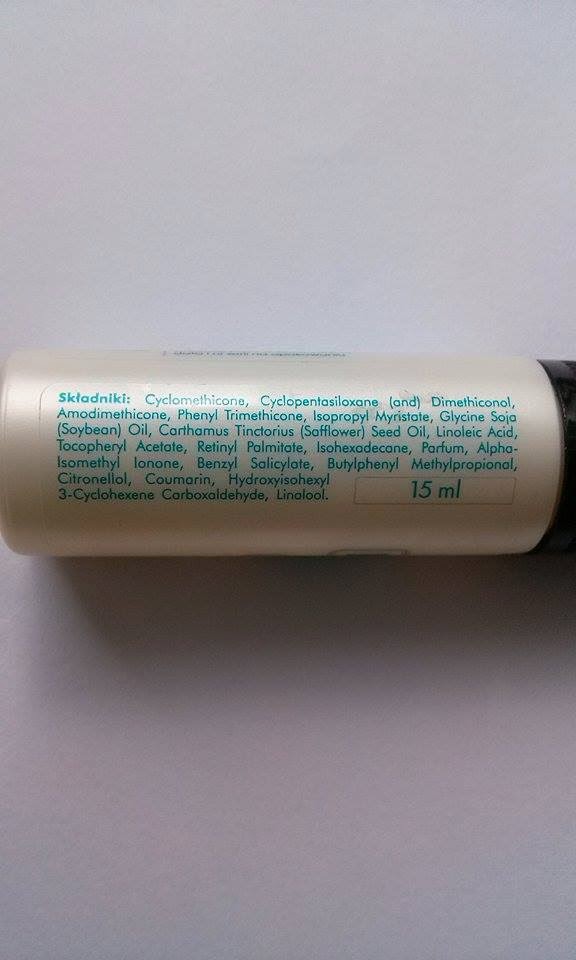 Składniki: Cyclomethicone, Cyclopentasiloxane (and) Dimethiconol,
Amodimethicone, Phenyl Trimethicone, Isopropyl Myristate, Glycine Soja
(Soybean) Oil, Carthamus Tinctorius (Safflower) Seed Oil, Linoleic Acid,
Tocopheryl Acetate, Retinyl Palmitate, Isohexadecane, Parfum, Alpha-
Isomethyl Ionone, Benzyl Salicylate, Butylphenyl Methylpropional,
Citronellol, Coumarin, Hydroxyisohexyl
3-Cyclohexene Carboxaldehyde, Linalool.
15 ml